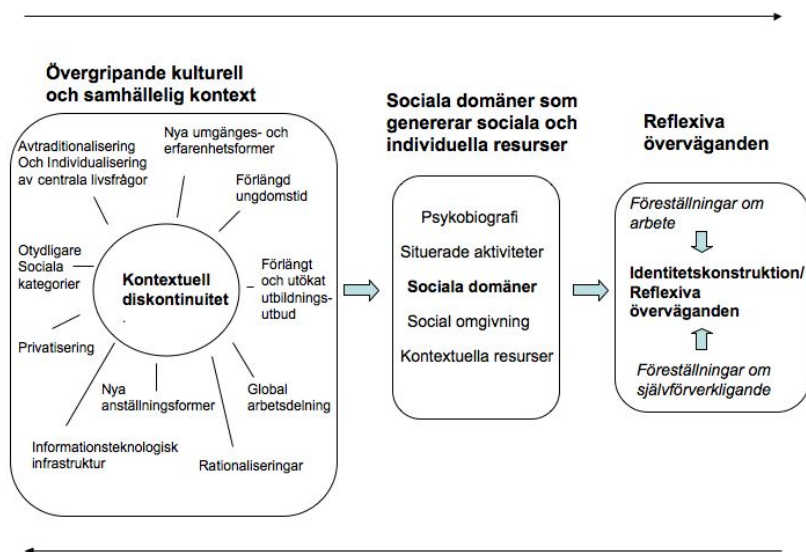 Övergripande kulturell
och samhällelig kontext
Avtraditionalisering
Och Individualisering
av centrala livsfrågor
Nya umgänges- och
erfarenhetsformer
Förlängd
ungdomstid
Otydligare
Sociala
kategorier
Kontextuell
diskontinuitet
.
Förlängt
och utökat
utbildnings-
utbud
Privatisering
Nya
anställningsformer
Global
arbetsdelning
Informationsteknologisk
infrastruktur
Rationaliseringar
Sociala domäner som
genererar sociala och
individuella resurser
Psykobiografi
Situerade aktiviteter
Sociala domäner
Social omgivning
Kontextuella resurser
Reflexiva
överväganden
Föreställningar om
arbete
Identitetskonstruktion/
Reflexiva
överväganden
Föreställningar om
självförverkligande